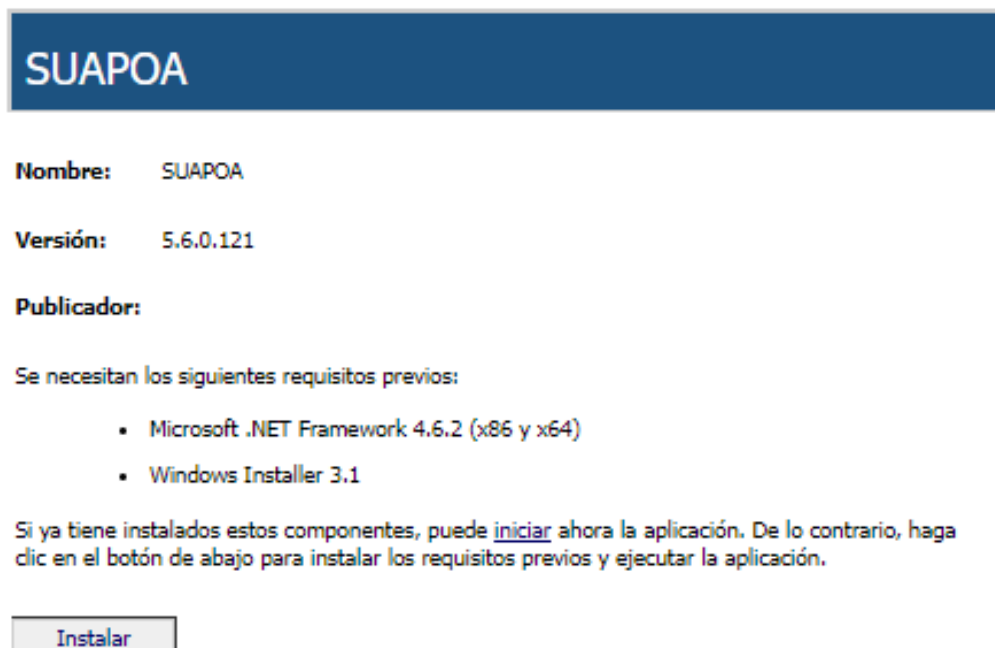 SUAPOA
Nombre: SUAPOA
Versión: 5.6.0.121
Publicador:
Se necesitan los siguientes requisitos previos:
• Microsoft .NET Framework 4.6.2 (x86 y x64)
• Windows Installer 3.1
Si ya tiene instalados estos componentes, puede iniciar ahora la aplicación. De lo contrario, haga
clic en el botón de abajo para instalar los requisitos previos y ejecutar la aplicación.
Instalar